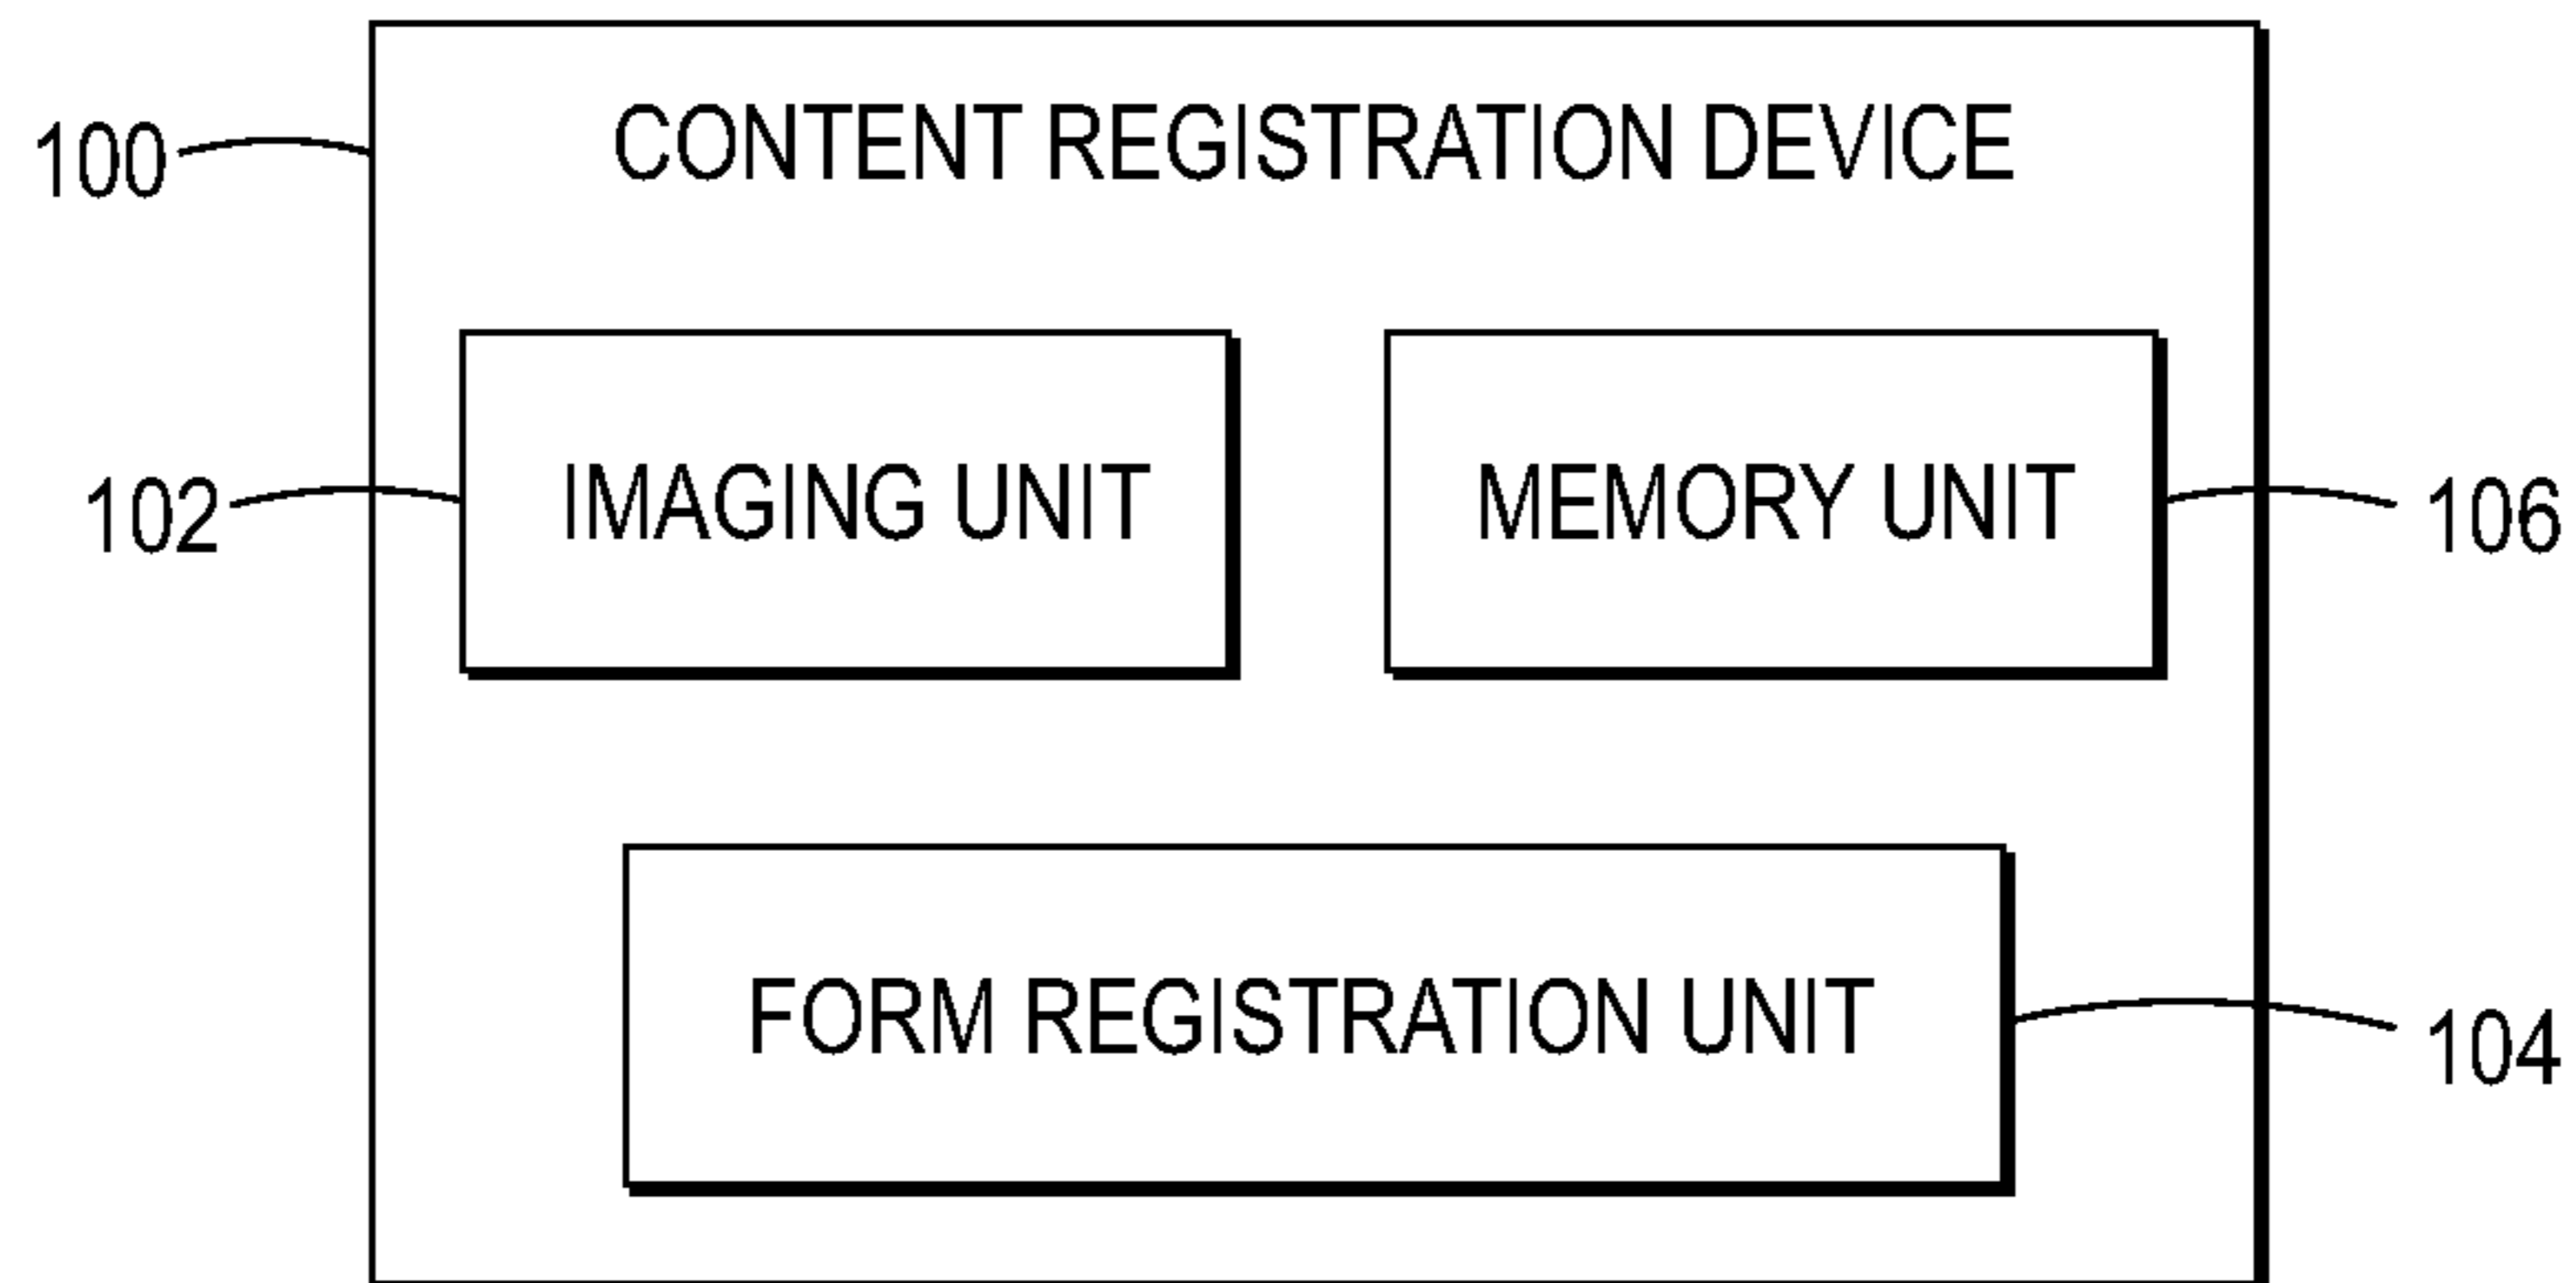 CONTENT REGISTRATION DEVICE
100
IMAGING UNIT
MEMORY UNIT
102
106
FORM REGISTRATION UNIT
104